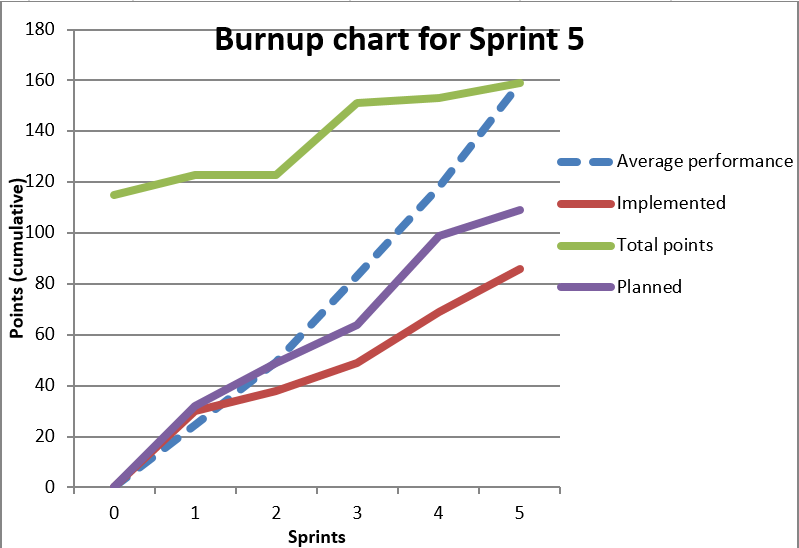 Burnup chart for Sprint 5
180
160
140
120
100
80
60
40
20
0
Points (cumulative)
0 1 2 3 4 5
Sprints
Average performance
Implemented
Total points
Planned